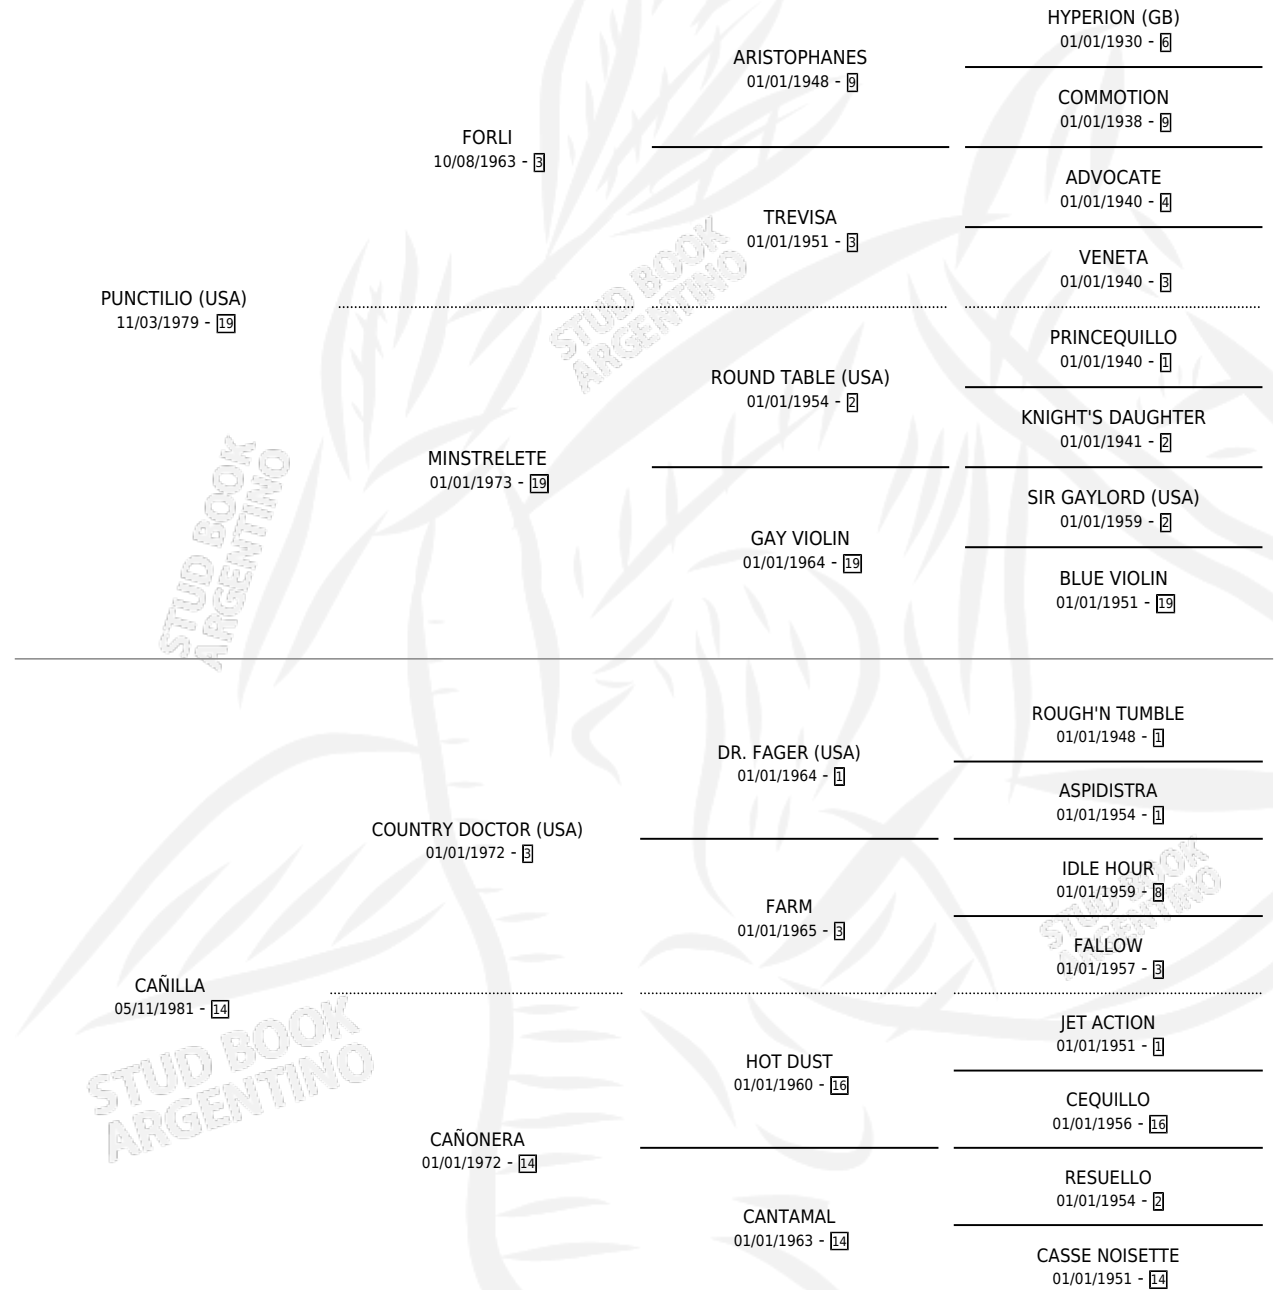 HYPERION (GB)
01/01/1930 - 6
ARISTOPHANES
01/01/1948 - 9
COMMOTION
01/01/1938 - 9
FORLI
10/08/1963 - 3
ADVOCATE
01/01/1940 - 4
TREVISA
01/01/1951 - 3
VENETA
01/01/1940 - 3
PUNCTILIO (USA)
11/03/1979 - 19
PRINCEQUILLO
01/01/1940 - 1
ROUND TABLE (USA)
01/01/1954 - 2
KNIGHT'S DAUGHTER
01/01/1941 - 2
MINSTRELETE
01/01/1973 - 19
SIR GAYLORD (USA)
01/01/1959 - 2
GAY VIOLIN
01/01/1964 - 19
BLUE VIOLIN
01/01/1951 - 19
ROUGH'N TUMBLE
01/01/1948 - 1
DR. FAGER (USA)
01/01/1964 - 1
ASPIDISTRA
01/01/1954 - 1
COUNTRY DOCTOR (USA)
01/01/1972 - 3
IDLE HOUR
01/01/1959 - 8
FARM
01/01/1965 - 3
FALLOW
01/01/1957 - 3
CAÑILLA
05/11/1981 - 14
JET ACTION
01/01/1951 - 1
HOT DUST
01/01/1960 - 16
CEQUILLO
01/01/1956 - 16
CAÑONERA
01/01/1972 - 14
RESUELLO
01/01/1954 - 2
CANTAMAL
01/01/1963 - 14
CASSE NOISETTE
01/01/1951 - 14
STUD BOOK
ARGENTINO
STUD BOOK
ARGENTINO
STUD BOOK
ARGENTINO
STUD BOOK
ARGENTINO